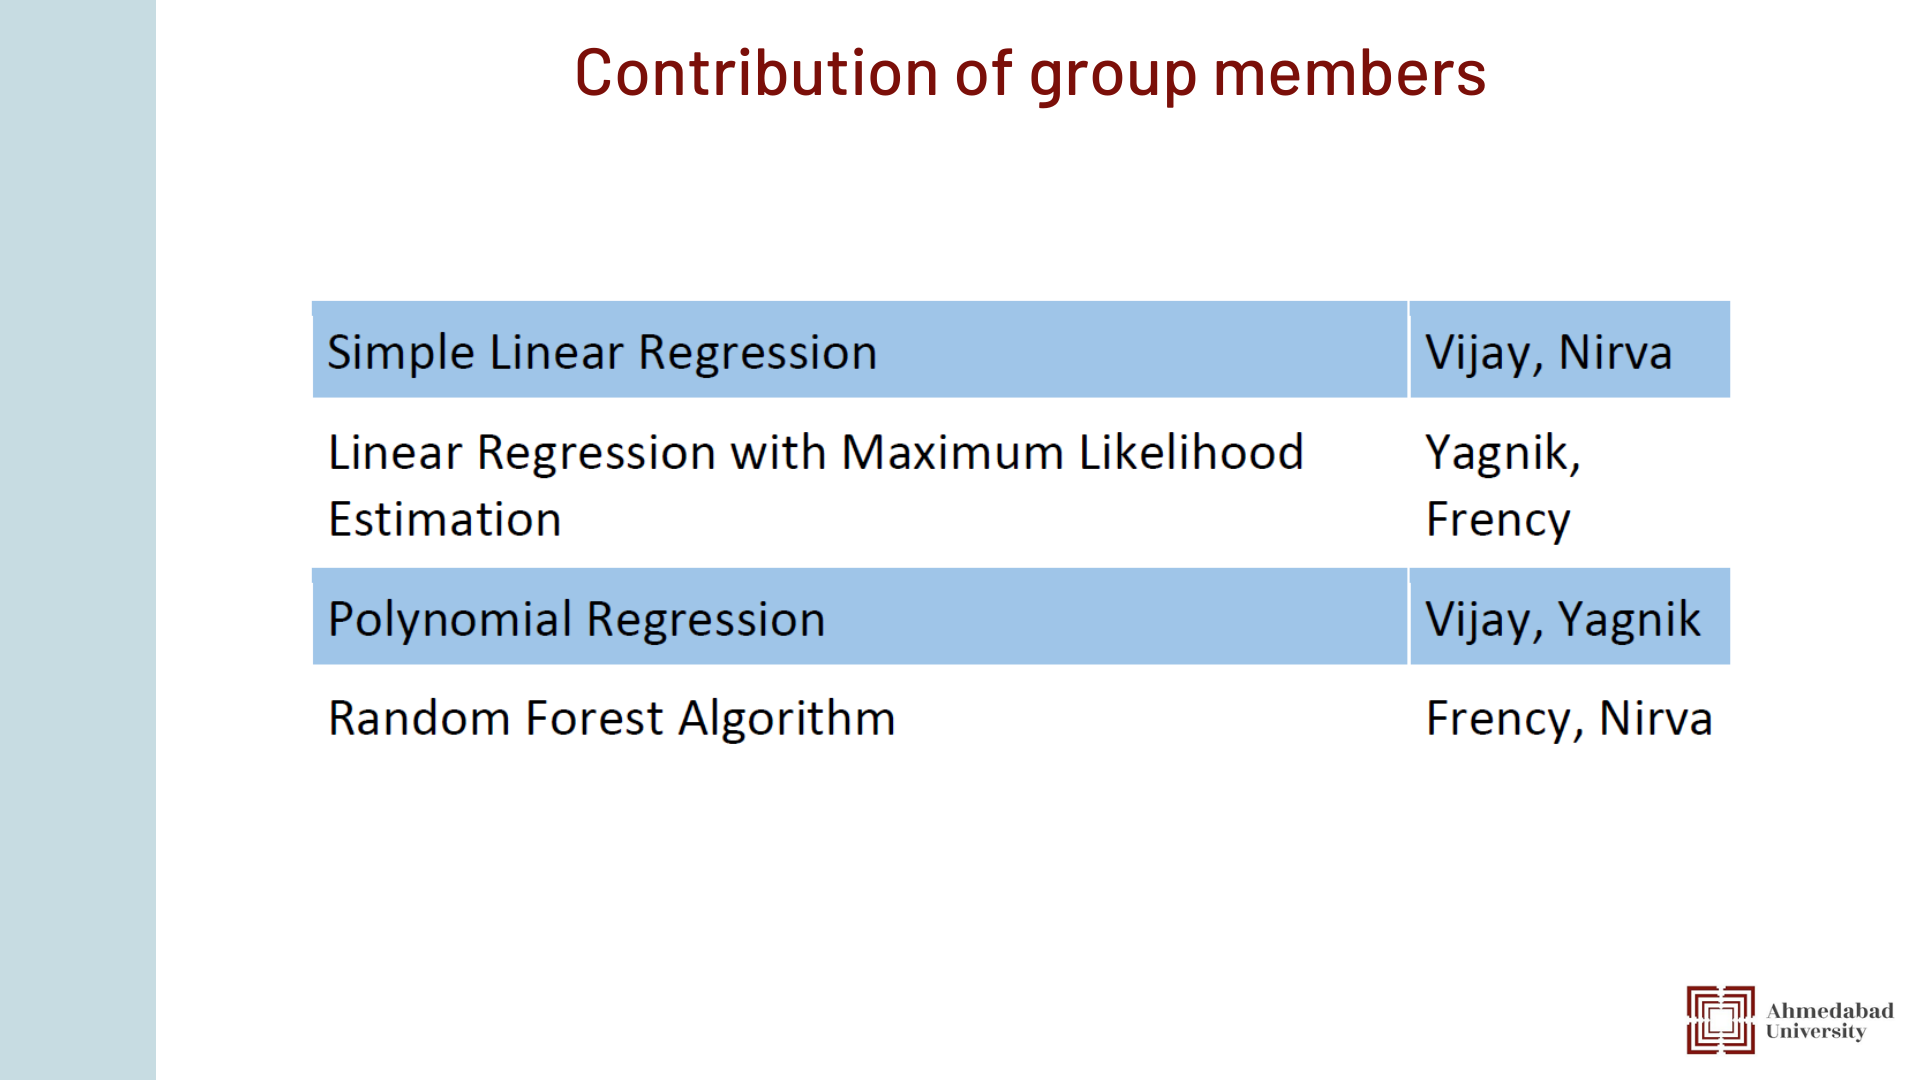 Contribution of group members
Simple Linear Regression Vijay, Nirva
Linear Regression with Maximum Likelihood Yagnik,
Estimation Frency
Polynomial Regression Vijay, Yagnik
Random Forest Algorithm Frency, Nirva
Ahmedabad
University